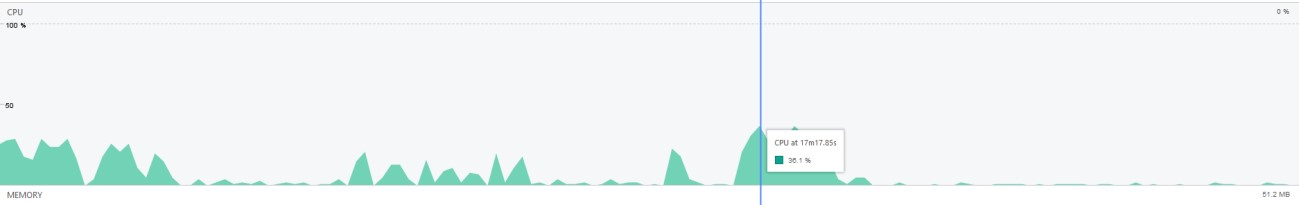 CPU
0 %
100 %
50
CPU at 17m17.85s
36.1 %
MEMORY
51.2 MB